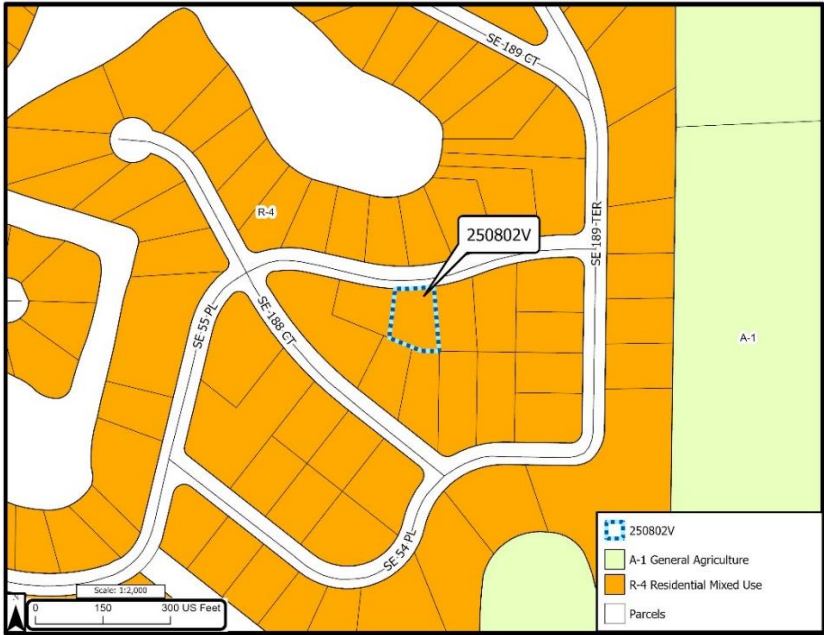 SE 189 CT
R-4
250802V
SE 189 TER
SE 55 PL
SE 188 CT
A-1
SE 54 PL
250802V
A-1 General Agriculture
R-4 Residential Mixed Use
Parcels
Scale: 1:2,000
0 150 300 US Feet